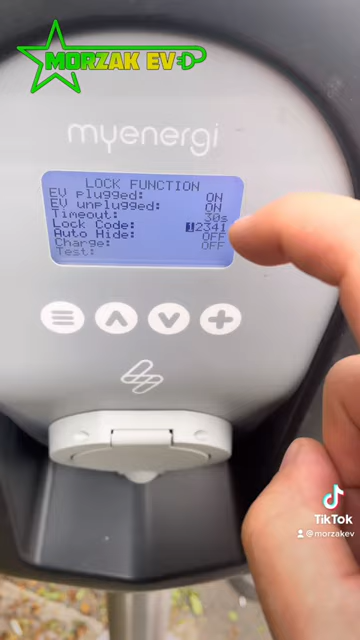 MORZAK EV
myenergi
LOCK FUNCTION
EV plugged: ON
EV unplugged: ON
Timeout: 30s
Lock Code: 12341
Auto Hide: OFF
Charge: OFF
Test:
TikTok
@morzakev